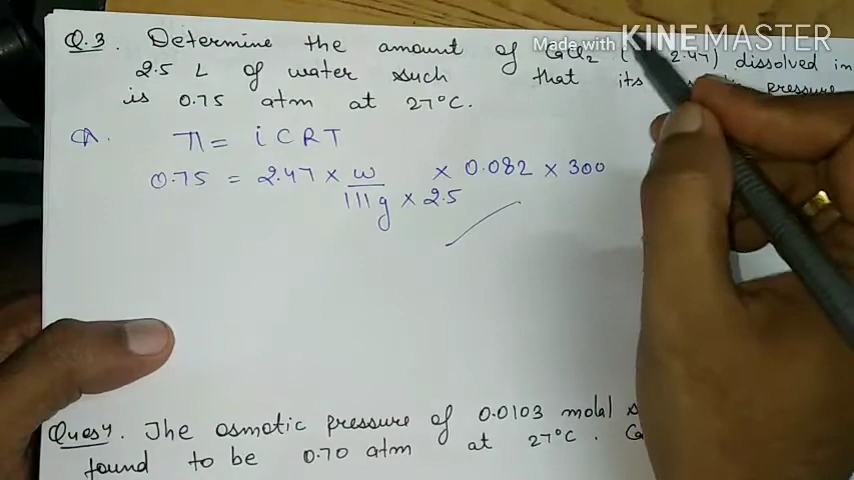 Q.3. Determine the amount of CaCl2 ( 2.47) dissolved in
2.5 L of water such that its pressure
is 0.75 atm at 27°C.
Made with KINEMASTER
A. π = i C R T
0.75 = 2.47 × w × 0.082 × 300
111g × 2.5
Ques4. The osmotic pressure of 0.0103 molal
found to be 0.70 atm at 27°C.